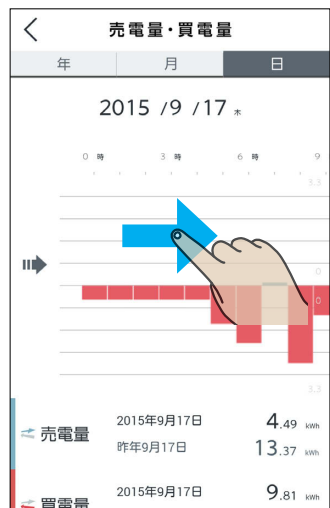 売電量・買電量
年 月 日
2015 /9 /17 木
0 時 3 時 6 時 9
3.3
0
0
3.3
売電量 2015年9月17日 4.49 kWh
昨年9月17日 13.37 kWh
買電量 2015年9月17日 9.81 kWh